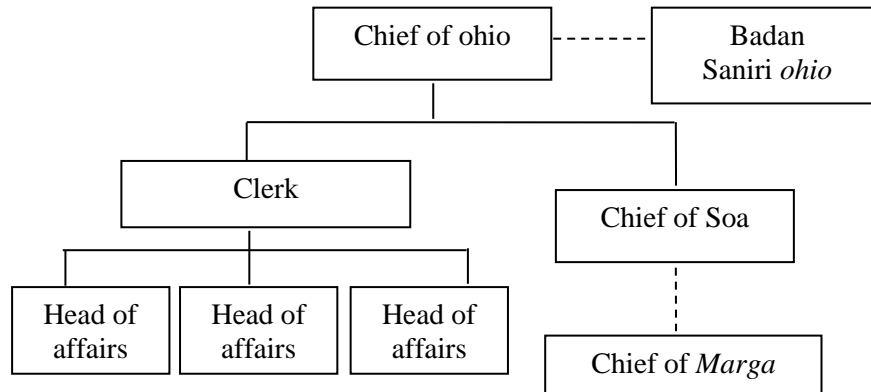 Chief of ohio
Badan
Saniri ohio
Clerk
Chief of Soa
Head of
affairs
Head of
affairs
Head of
affairs
Chief of Marga